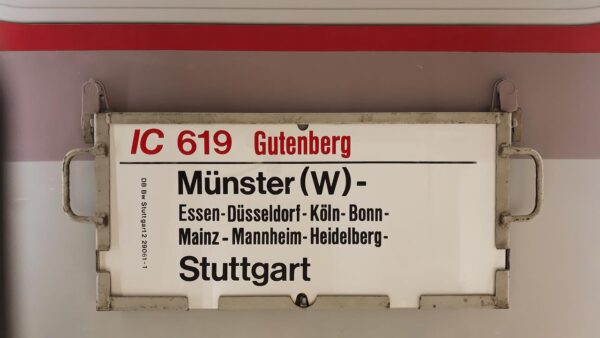 IC 619 Gutenberg
Münster (W) -
Essen - Düsseldorf - Köln - Bonn -
Mainz - Mannheim - Heidelberg -
Stuttgart
DB Bw Stuttgart 2 29061 - 1